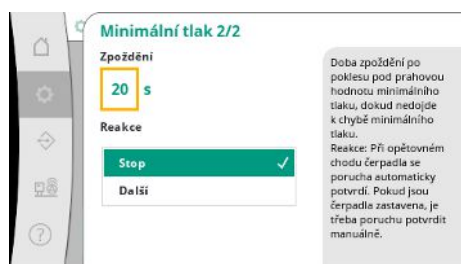 Minimální tlak 2/2
Zpoždění
20 s
Reakce
Stop
Další
Doba zpoždění po
poklesu pod prahovou
hodnotu minimálního
tlaku, dokud nedojde
k chybě minimálního
tlaku.
Reakce: Při opětovném
chodu čerpadla se
porucha automaticky
potvrdí. Pokud jsou
čerpadla zastavena, je
třeba poruchu potvrdit
manuálně.